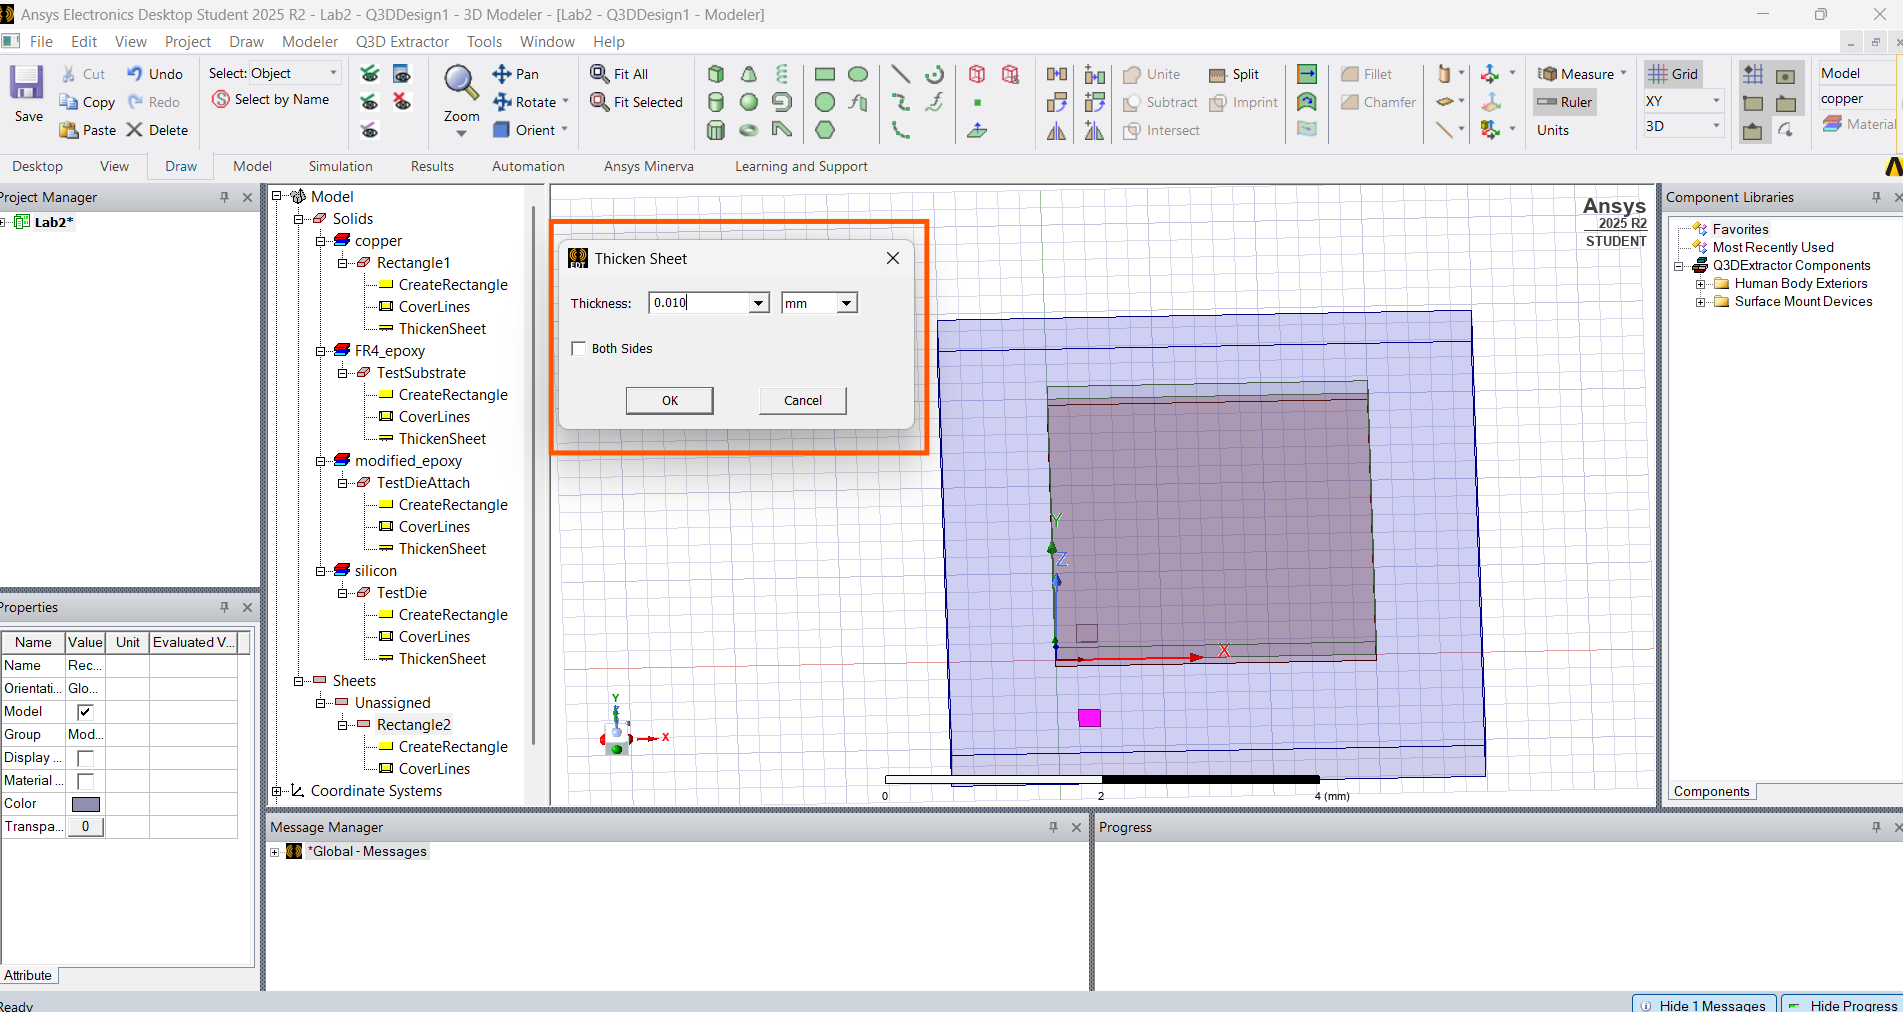 Ansys Electronics Desktop Student 2025 R2 - Lab2 - Q3DDesign1 - 3D Modeler - [Lab2 - Q3DDesign1 - Modeler]
File Edit View Project Draw Modeler Q3D Extractor Tools Window Help
Save
Cut
Copy
Paste
Undo
Redo
Delete
Select: Object
Select by Name
Zoom
Pan
Rotate
Orient
Fit All
Fit Selected
Unite
Subtract
Intersect
Split
Imprint
Fillet
Chamfer
Measure
Ruler
Units
Grid
XY
3D
Model
copper
Material
Desktop View Draw Model Simulation Results Automation Ansys Minerva Learning and Support
Project Manager
Lab2*
Model
Solids
copper
Rectangle1
CreateRectangle
CoverLines
ThickenSheet
FR4_epoxy
TestSubstrate
CreateRectangle
CoverLines
ThickenSheet
modified_epoxy
TestDieAttach
CreateRectangle
CoverLines
ThickenSheet
silicon
TestDie
CreateRectangle
CoverLines
ThickenSheet
Sheets
Unassigned
Rectangle2
CreateRectangle
CoverLines
Coordinate Systems
EDT
Thicken Sheet
Thickness: 0.010 mm
Both Sides
OK Cancel
Ansys
2025 R2
STUDENT
Y
Z
X
Y
X
0 2 4 (mm)
Component Libraries
Favorites
Most Recently Used
Q3DExtractor Components
Human Body Exteriors
Surface Mount Devices
Components
Properties
Name Value Unit Evaluated V...
Name Rec...
Orientati... Glo...
Model
Group Mod...
Display ...
Material ...
Color
Transpa... 0
Attribute
Message Manager
*Global - Messages
Progress
Ready
Hide 1 Messages Hide Progress